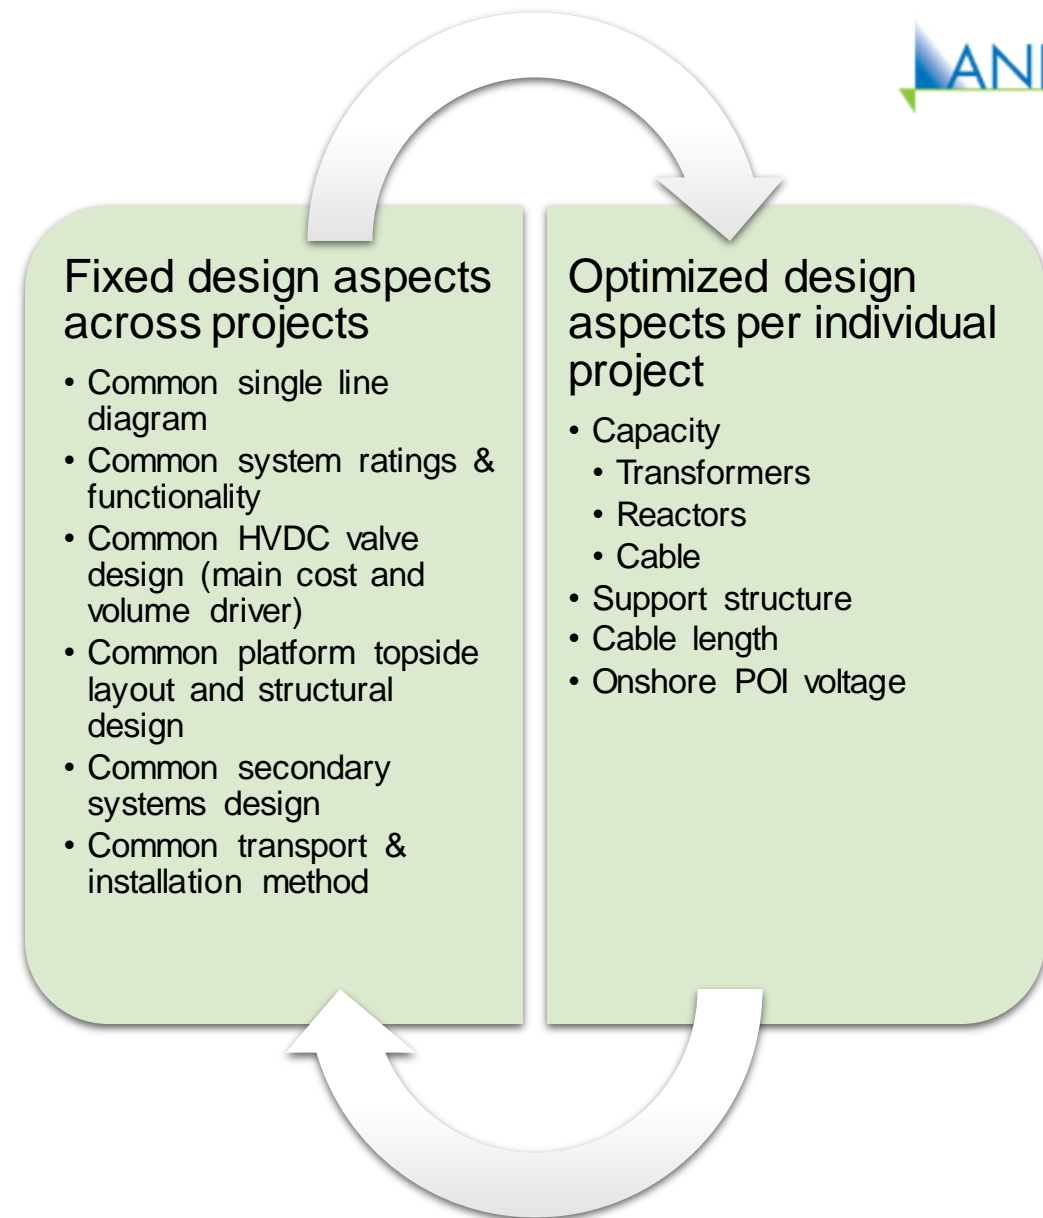 Fixed design aspects
across projects
• Common single line
diagram
• Common system ratings &
functionality
• Common HVDC valve
design (main cost and
volume driver)
• Common platform topside
layout and structural
design
• Common secondary
systems design
• Common transport &
installation method
Optimized design
aspects per individual
project
• Capacity
• Transformers
• Reactors
• Cable
• Support structure
• Cable length
• Onshore POI voltage